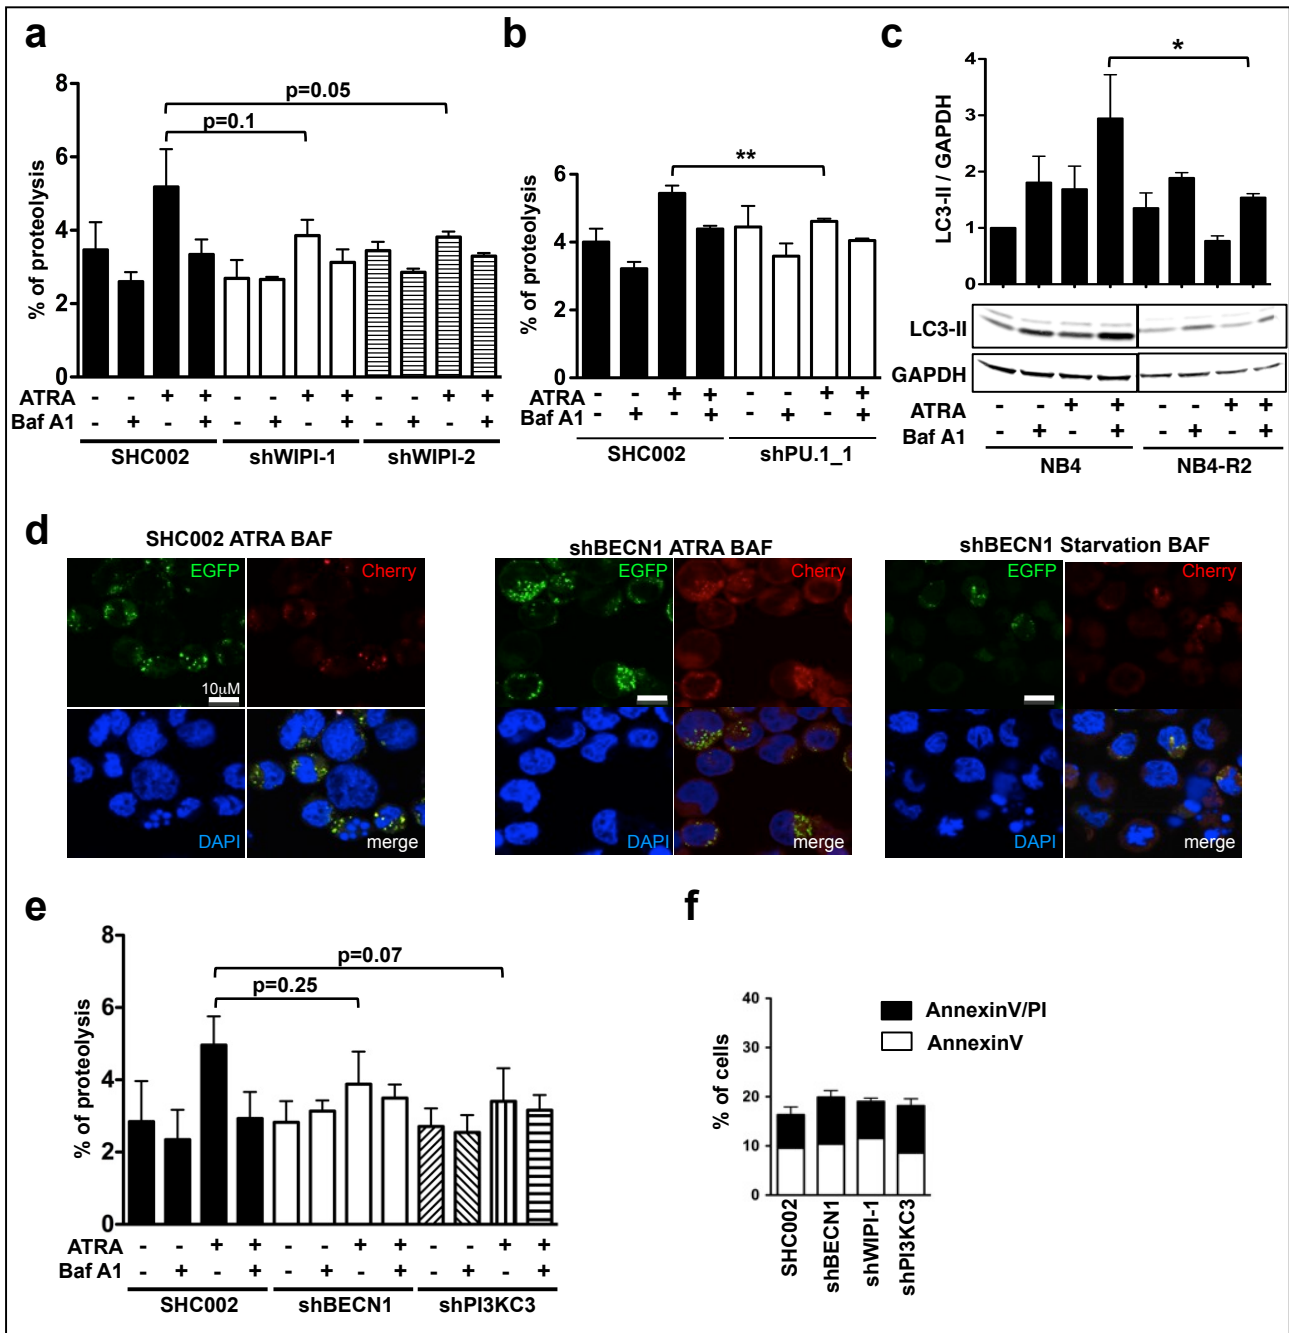 a
8
6
4
2
0
% of proteolysis
p=0.05
p=0.1
ATRA - - + + - - + + - - + +
Baf A1 - + - + - + - + - + - +
SHC002 shWIPI-1 shWIPI-2
b
6
4
2
0
% of proteolysis
**
ATRA - - + + - - + +
Baf A1 - + - + - + - +
SHC002 shPU.1_1
c
4
3
2
1
0
LC3-II / GAPDH
*
LC3-II
GAPDH
ATRA - - + + - - + +
Baf A1 - + - + - + - +
NB4 NB4-R2
d
SHC002 ATRA BAF
EGFP Cherry
10μM
DAPI merge
shBECN1 ATRA BAF
EGFP Cherry
DAPI merge
shBECN1 Starvation BAF
EGFP Cherry
DAPI merge
e
8
6
4
2
0
% of proteolysis
p=0.07
p=0.25
ATRA - - + + - - + + - - + +
Baf A1 - + - + - + - + - + - +
SHC002 shBECN1 shPI3KC3
f
40
30
20
10
0
% of cells
AnnexinV/PI
AnnexinV
SHC002
shBECN1
shWIPI-1
shPI3KC3